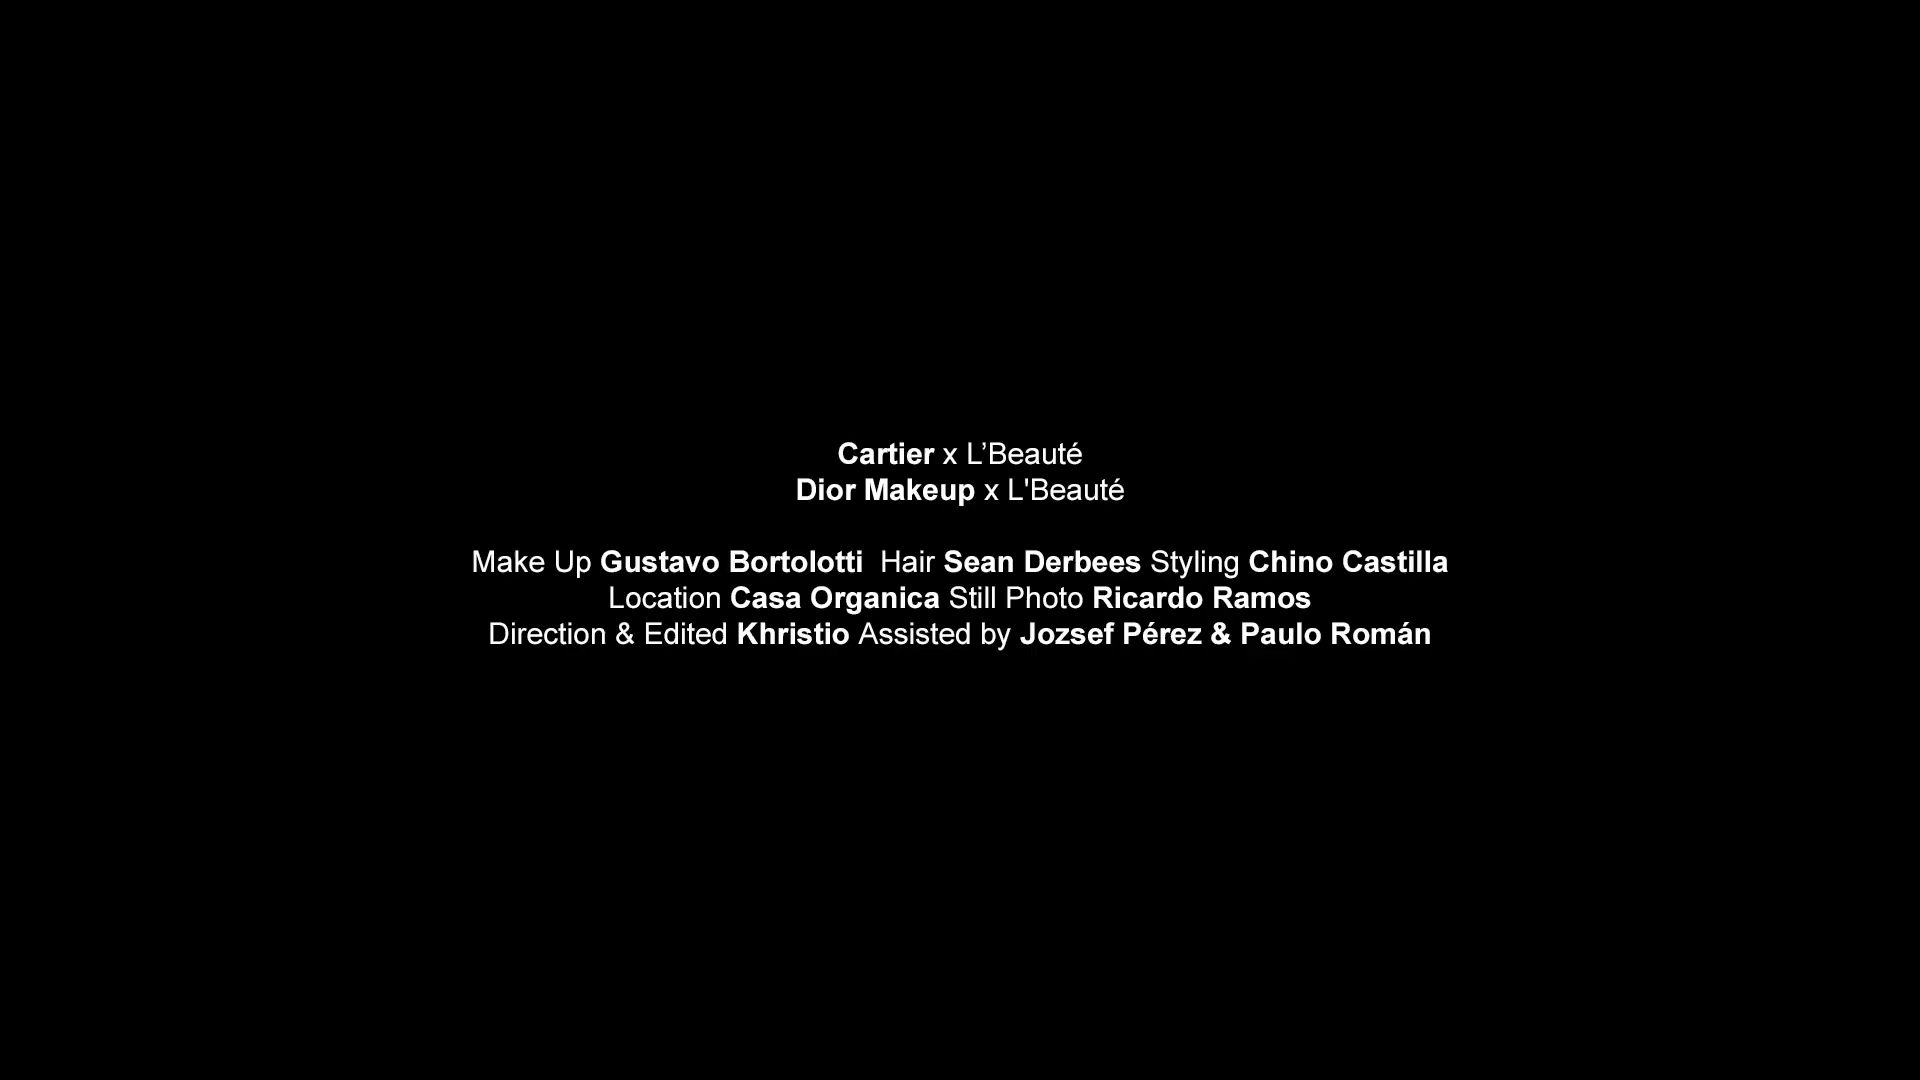 Cartier x L’Beauté
Dior Makeup x L'Beauté
Make Up Gustavo Bortolotti  Hair Sean Derbees Styling Chino Castilla
Location Casa Organica Still Photo Ricardo Ramos
Direction & Edited Khristio Assisted by Jozsef Pérez & Paulo Román